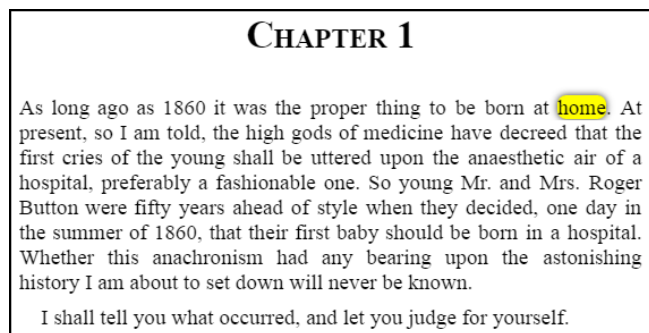 CHAPTER 1
As long ago as 1860 it was the proper thing to be born at home. At
present, so I am told, the high gods of medicine have decreed that the
first cries of the young shall be uttered upon the anaesthetic air of a
hospital, preferably a fashionable one. So young Mr. and Mrs. Roger
Button were fifty years ahead of style when they decided, one day in
the summer of 1860, that their first baby should be born in a hospital.
Whether this anachronism had any bearing upon the astonishing
history I am about to set down will never be known.
I shall tell you what occurred, and let you judge for yourself.